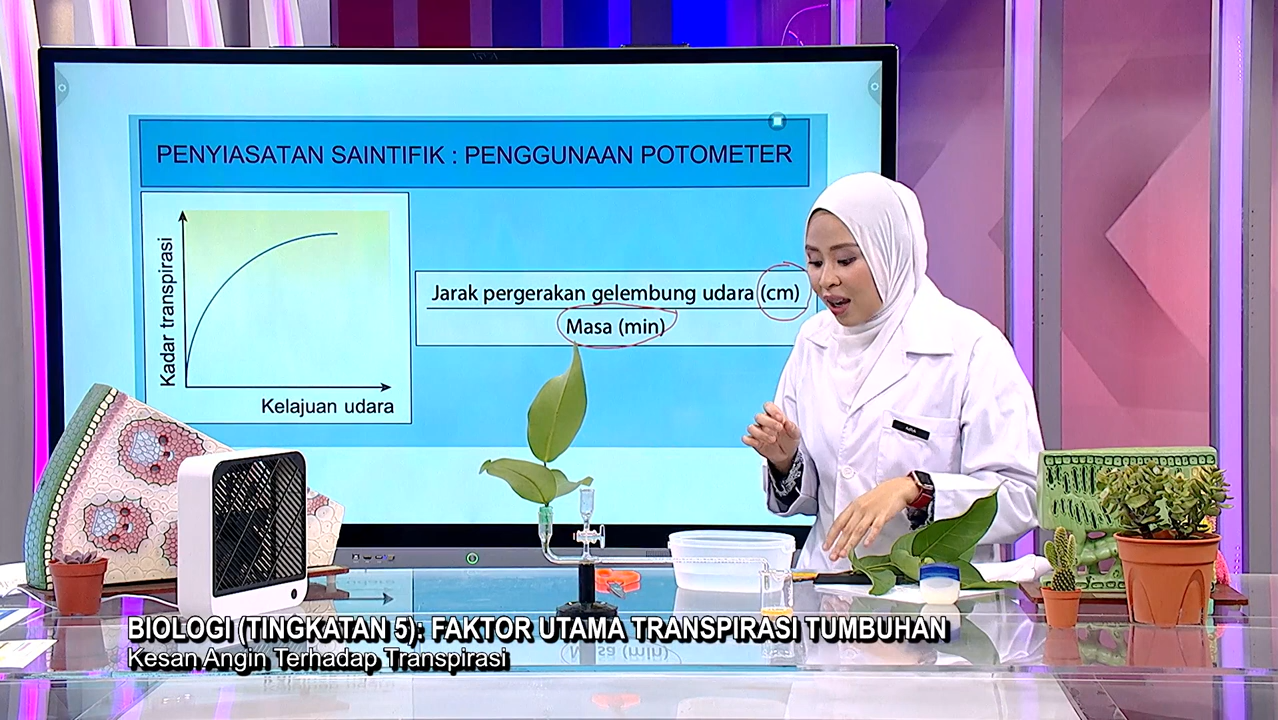 PENYIASATAN SAINTIFIK : PENGGUNAAN POTOMETER
Kadar transpirasi
Kelajuan udara
Jarak pergerakan gelembung udara (cm)
Masa (min)
BIOLOGI (TINGKATAN 5): FAKTOR UTAMA TRANSPIRASI TUMBUHAN
Kesan Angin Terhadap Transpirasi